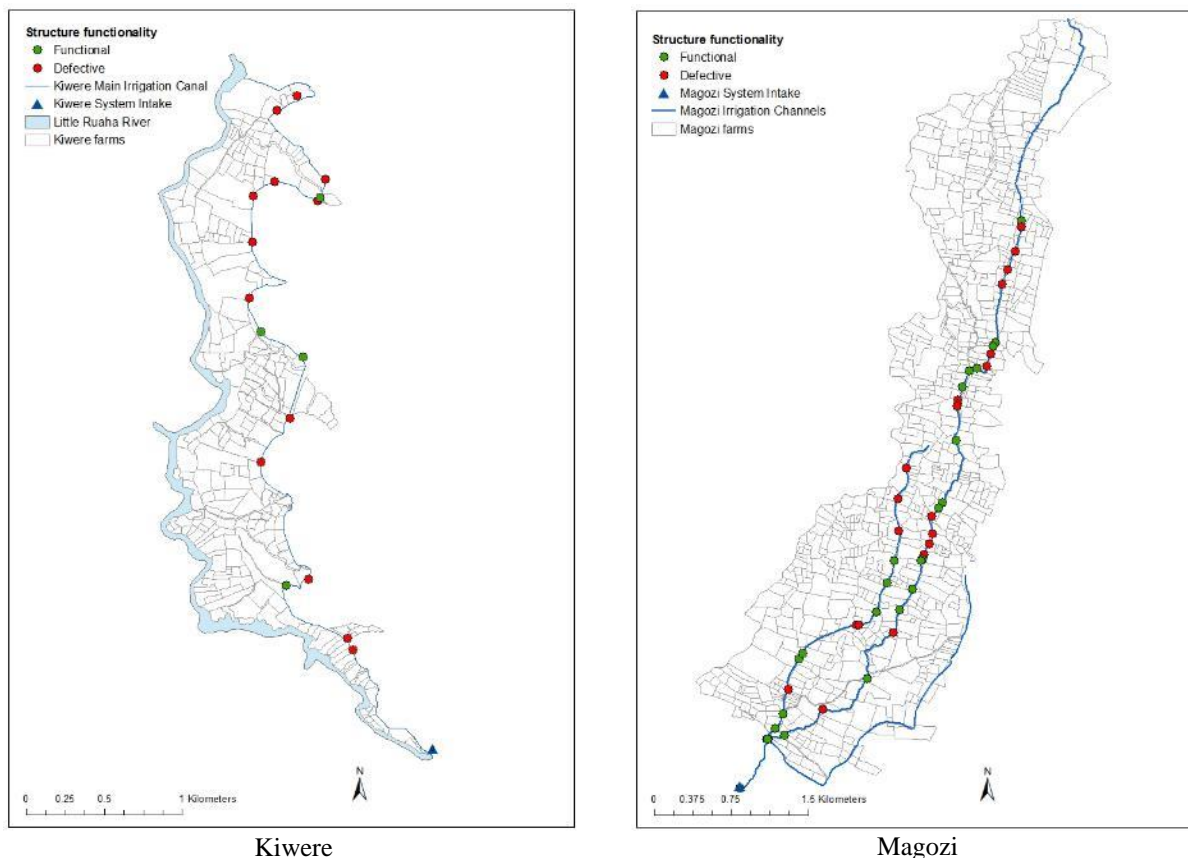 Structure functionality
Functional
Defective
Kiwere Main Irrigation Canal
Kiwere System Intake
Little Ruaha River
Kiwere farms
N
0 0.25 0.5 1 Kilometers
Kiwere
Structure functionality
Functional
Defective
Magozi System Intake
Magozi Irrigation Channels
Magozi farms
N
0 0.375 0.75 1.5 Kilometers
Magozi